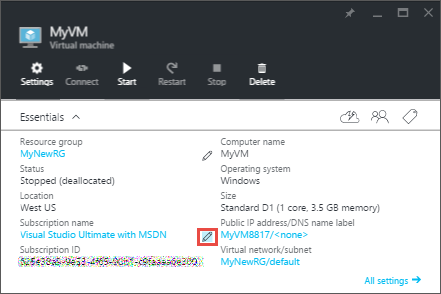 MyVM
Virtual machine
Settings Connect Start Restart Stop Delete
Essentials
Resource group
MyNewRG
Status
Stopped (deallocated)
Location
West US
Subscription name
Visual Studio Ultimate with MSDN
Subscription ID
Computer name
MyVM
Operating system
Windows
Size
Standard D1 (1 core, 3.5 GB memory)
Public IP address/DNS name label
MyVM8817/<none>
Virtual network/subnet
MyNewRG/default
All settings